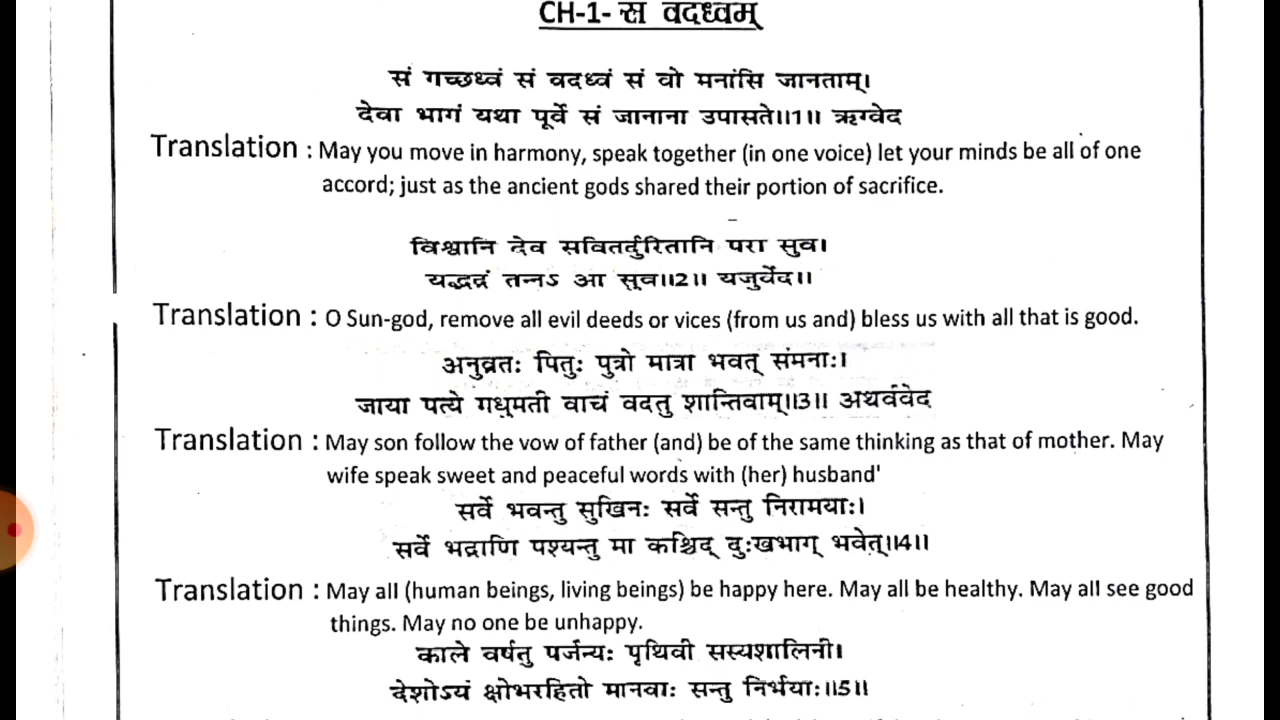 CH-1- स वदध्वम्
सं गच्छध्वं सं वदध्वं सं वो मनांसि जानताम्।
देवा भागं यथा पूर्वे सं जानाना उपासते॥1॥ ऋग्वेद
Translation : May you move in harmony, speak together (in one voice) let your minds be all of one
accord; just as the ancient gods shared their portion of sacrifice.
विश्वानि देव सवितर्दुरितानि परा सुव।
यद्भद्रं तन्नऽ आ सुव॥2॥ यजुर्वेद॥
Translation : O Sun-god, remove all evil deeds or vices (from us and) bless us with all that is good.
अनुव्रतः पितुः पुत्रो मात्रा भवतु संमनाः।
जाया पत्ये गधुमती वाचं वदतु शान्तिवाम्॥3॥ अथर्ववेद
Translation : May son follow the vow of father (and) be of the same thinking as that of mother. May
wife speak sweet and peaceful words with (her) husband'
सर्वे भवन्तु सुखिनः सर्वे सन्तु निरामयाः।
सर्वे भद्राणि पश्यन्तु मा कश्चिद् दुःखभाग् भवेत्॥4॥
Translation : May all (human beings, living beings) be happy here. May all be healthy. May all see good
things. May no one be unhappy.
काले वर्षतु पर्जन्यः पृथिवी सस्यशालिनी।
देशोऽयं क्षोभरहितो मानवाः सन्तु निर्भयाः॥5॥